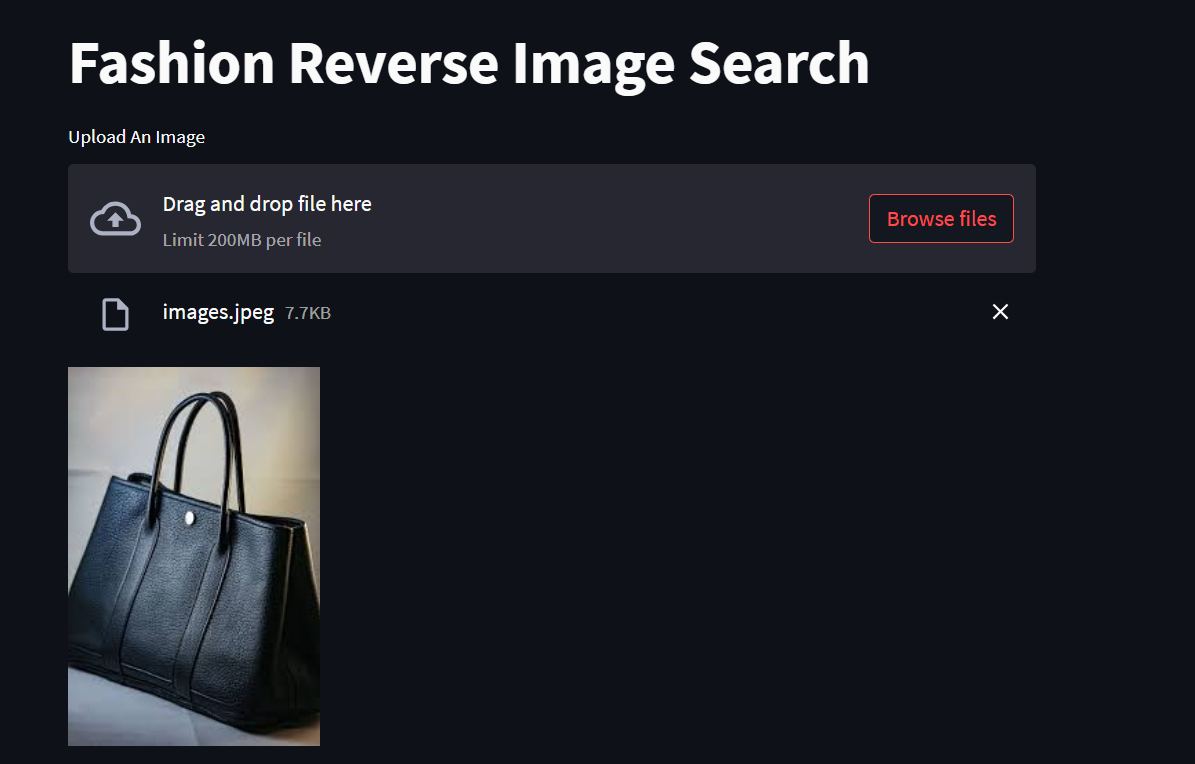 Fashion Reverse Image Search
Upload An Image
Drag and drop file here
Limit 200MB per file
Browse files
images.jpeg 7.7KB